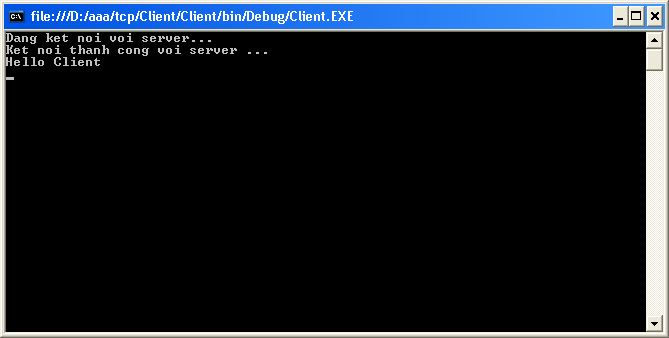 file:///D:/aaa/tcp/Client/Client/bin/Debug/Client.EXE
Dang ket noi voi server...
Ket noi thanh cong voi server ...
Hello Client